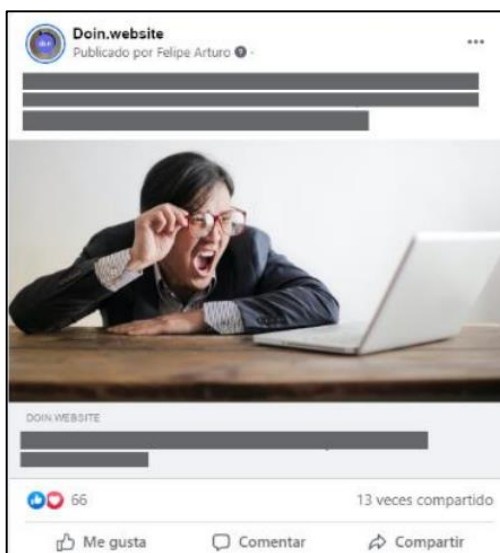 Doin.website
Publicado por Felipe Arturo
DOIN.WEBSITE
66
13 veces compartido
Me gusta
Comentar
Compartir